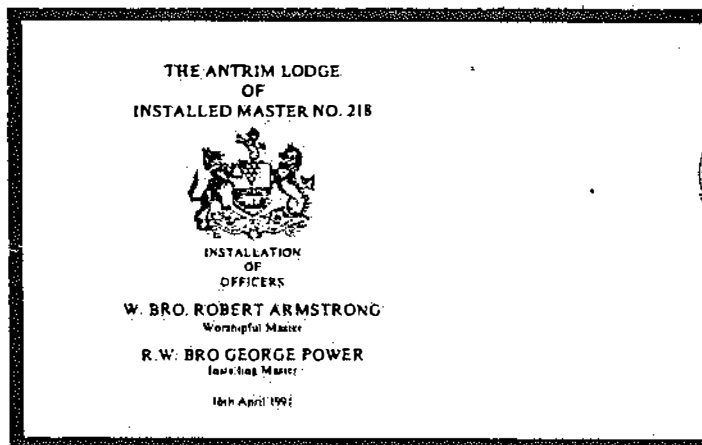 THE ANTRIM LODGE
OF
INSTALLED MASTER NO. 218
INSTALLATION
OF
OFFICERS
W. BRO. ROBERT ARMSTRONG
Worshipful Master
R.W. BRO GEORGE POWER
Installing Master
April